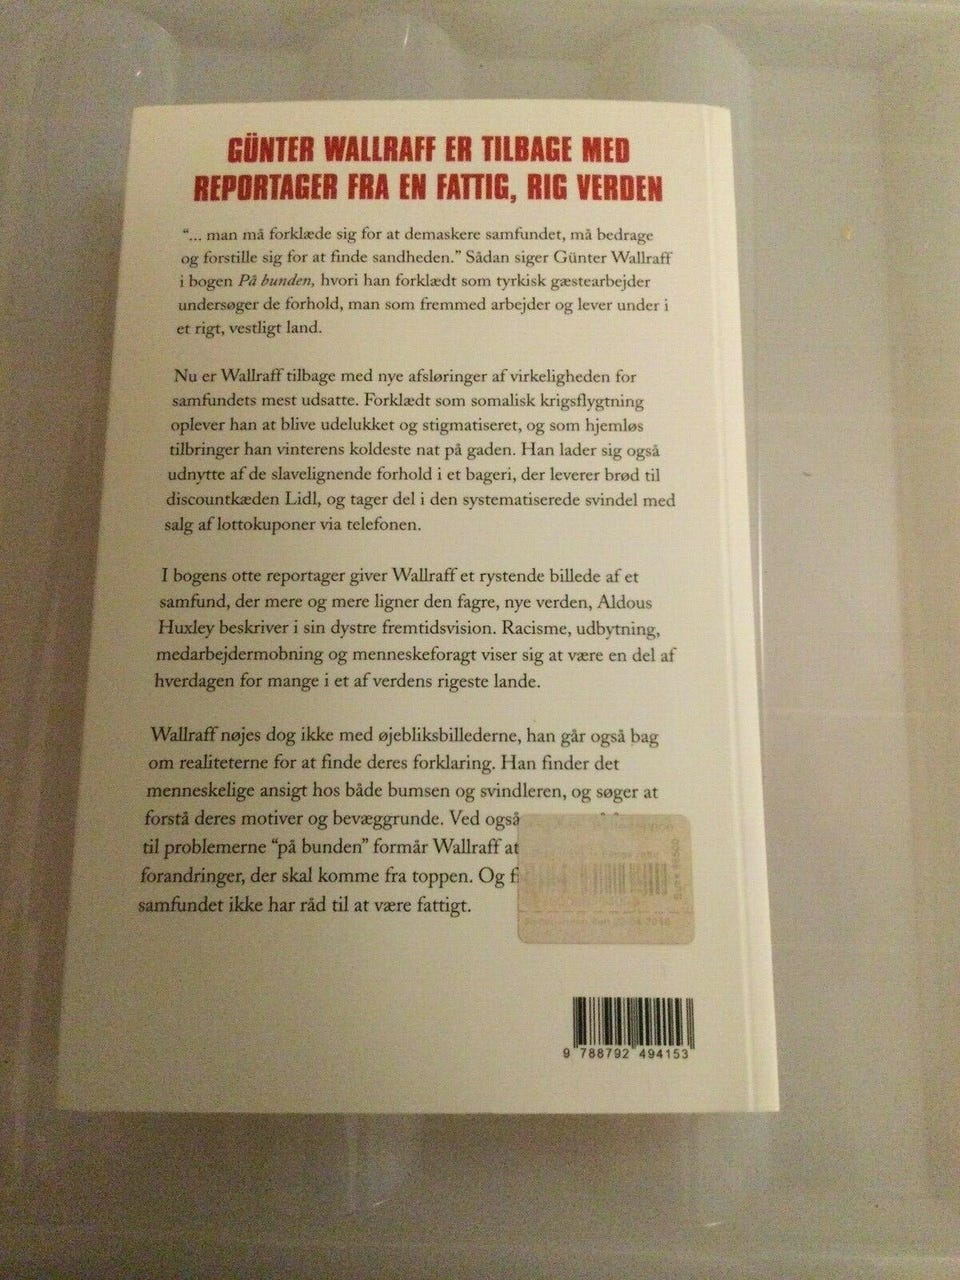 GÜNTER WALLRAFF ER TILBAGE MED
REPORTAGER FRA EN FATTIG, RIG VERDEN
“... man må forklæde sig for at demaskere samfundet, må bedrage
og forstille sig for at finde sandheden.” Sådan siger Günter Wallraff
i bogen På bunden, hvori han forklædt som tyrkisk gæstearbejder
undersøger de forhold, man som fremmed arbejder og lever under i
et rigt, vestligt land.
Nu er Wallraff tilbage med nye afsløringer af virkeligheden for
samfundets mest udsatte. Forklædt som somalisk krigsflygtning
oplever han at blive udelukket og stigmatiseret, og som hjemløs
tilbringer han vinterens koldeste nat på gaden. Han lader sig også
udnytte af de slavelignende forhold i et bageri, der leverer brød til
discountkæden Lidl, og tager del i den systematiserede svindel med
salg af lottokuponer via telefonen.
I bogens otte reportager giver Wallraff et rystende billede af et
samfund, der mere og mere ligner den fagre, nye verden, Aldous
Huxley beskriver i sin dystre fremtidsvision. Racisme, udbytning,
medarbejdermobning og menneskeforagt viser sig at være en del af
hverdagen for mange i et af verdens rigeste lande.
Wallraff nøjes dog ikke med øjebliksbillederne, han går også bag
om realiteterne for at finde deres forklaring. Han finder det
menneskelige ansigt hos både bumsen og svindleren, og søger at
forstå deres motiver og bevæggrunde. Ved også
til problemerne “på bunden” formår Wallraff at
forandringer, der skal komme fra toppen. Og
samfundet ikke har råd til at være fattigt.
9 788792 494153